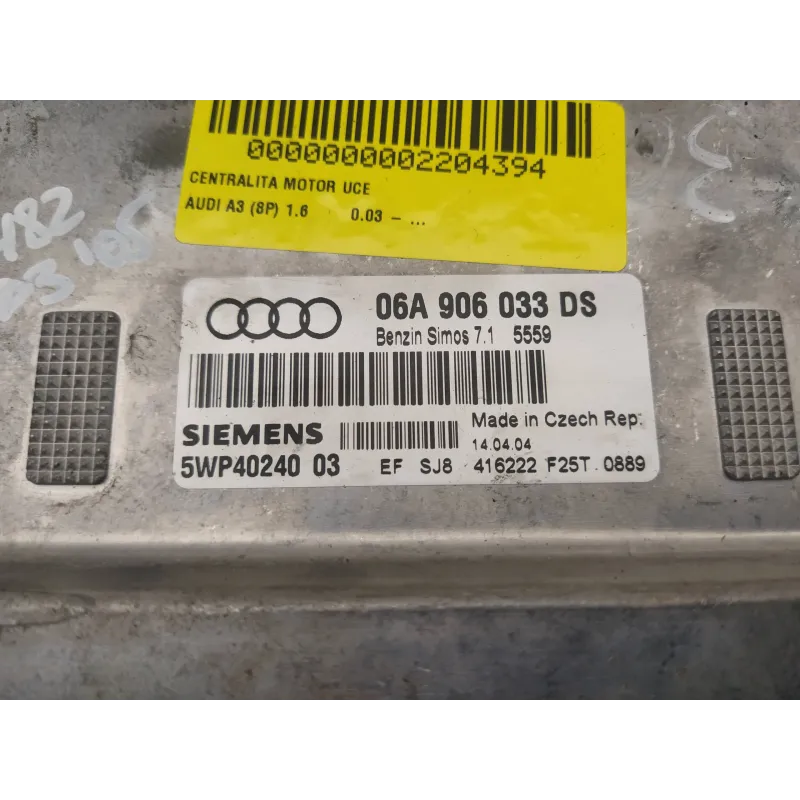 0000000002204394
CENTRALITA MOTOR UCE
AUDI A3 (8P) 1.6 0.03 - ...
06A 906 033 DS
Benzin Simos 7.1 5559
SIEMENS
Made in Czech Rep.
14.04.04
5WP40240 03
EF SJ8 416222 F25T 0889